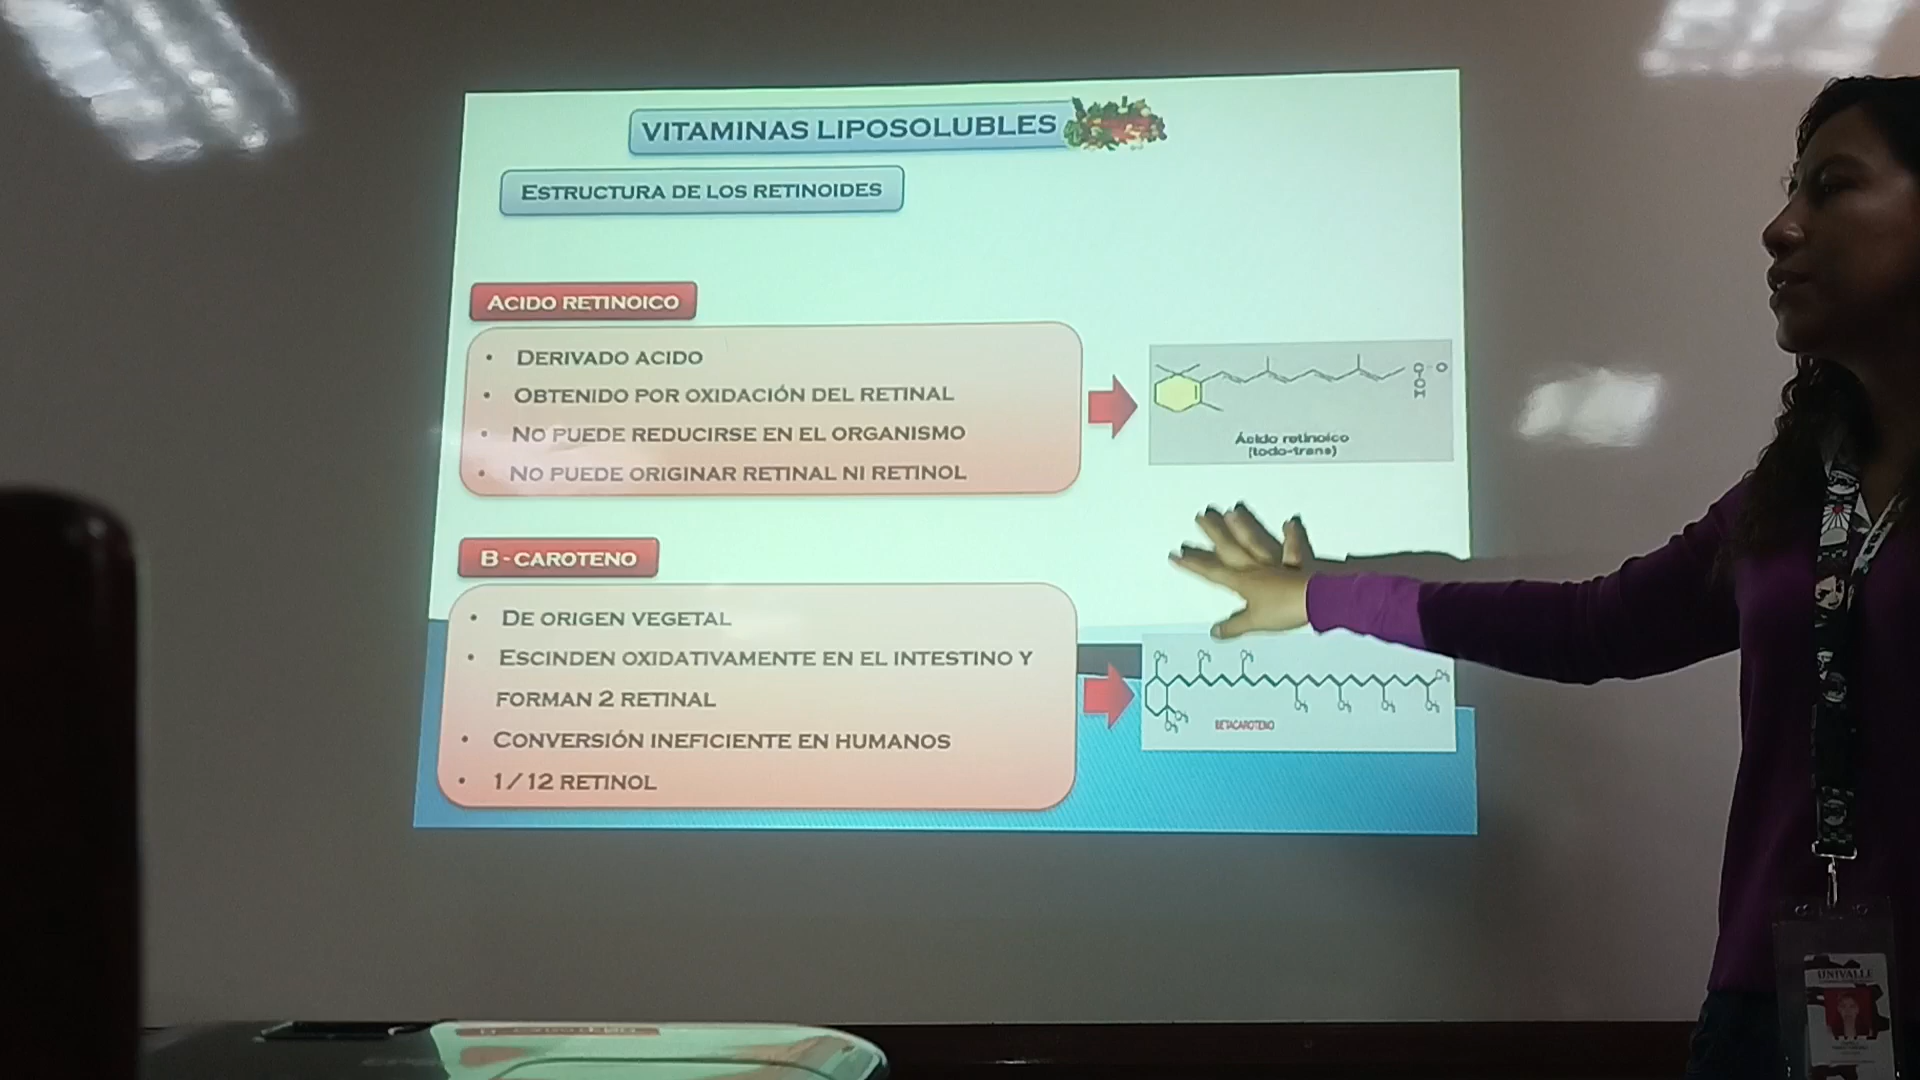 VITAMINAS LIPOSOLUBLES
ESTRUCTURA DE LOS RETINOIDES
ACIDO RETINOICO
• DERIVADO ACIDO
• OBTENIDO POR OXIDACIÓN DEL RETINAL
• NO PUEDE REDUCIRSE EN EL ORGANISMO
• NO PUEDE ORIGINAR RETINAL NI RETINOL
Ácido retinoico
(todo-trans)
B - CAROTENO
• DE ORIGEN VEGETAL
• ESCINDEN OXIDATIVAMENTE EN EL INTESTINO Y
FORMAN 2 RETINAL
• CONVERSIÓN INEFICIENTE EN HUMANOS
• 1/12 RETINOL
BETACAROTENO
UNIVALLE